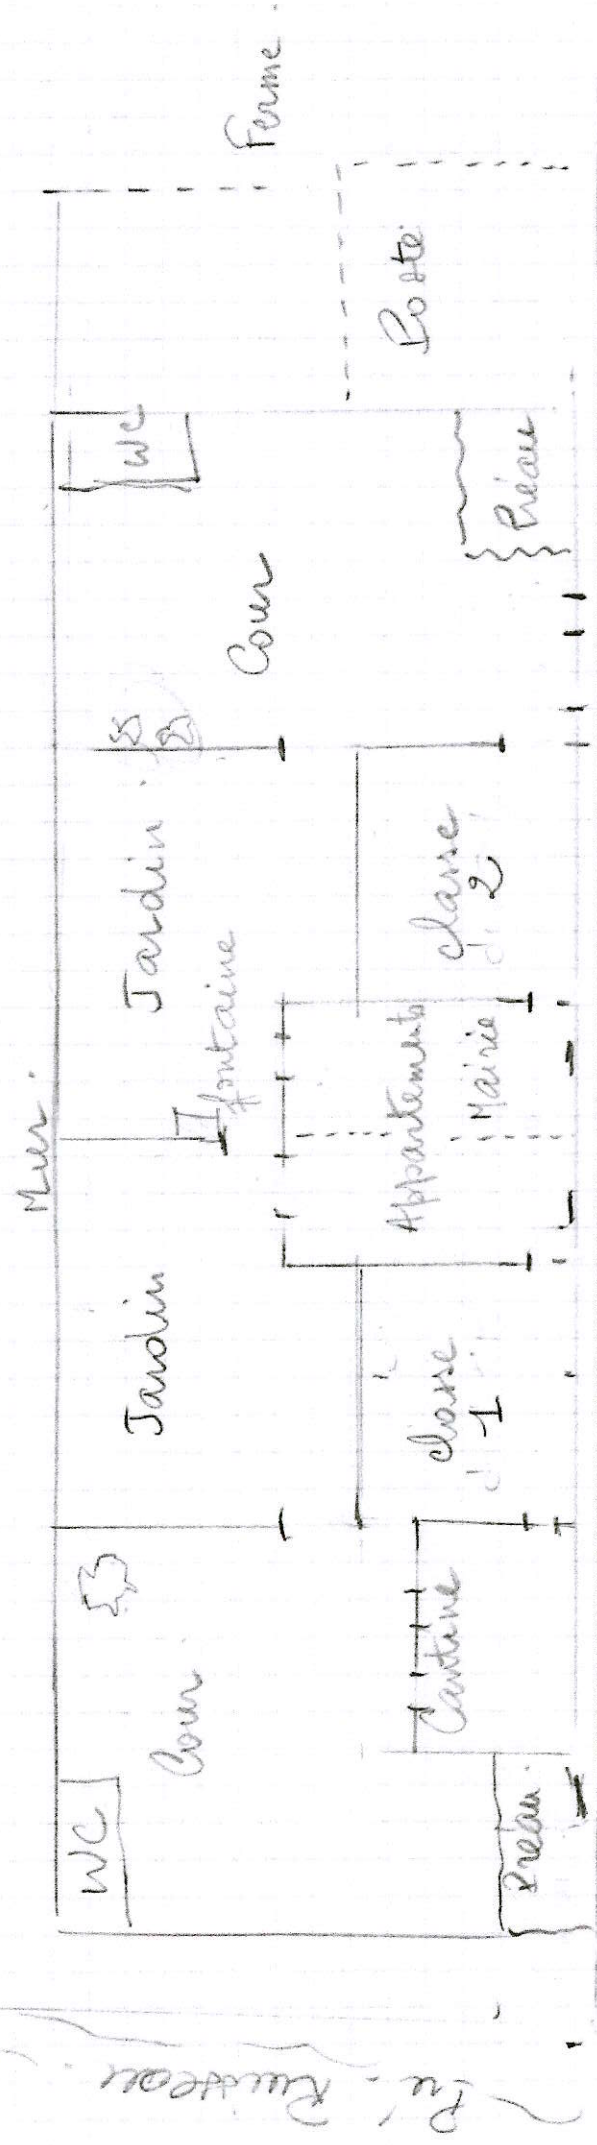 Mur.
WC
Cour
Jardin
fontaine
Jardin.
Cour
WC
Ferme.
Pré. Ruisseau
Préau.
Cantine
Classe
1
Appartements
Mairie
Classe
2
Préau
Poste